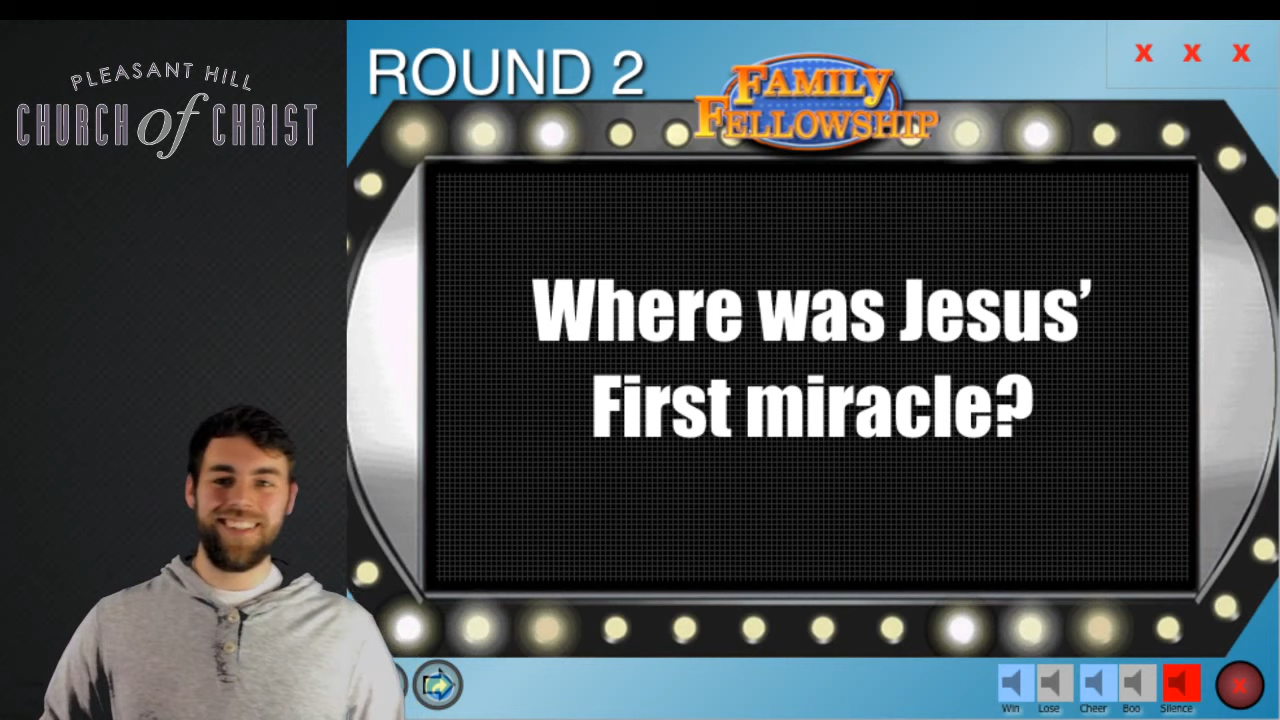 PLEASANT HILL
CHURCH of CHRIST
ROUND 2
X X X
FAMILY
FELLOWSHIP
Where was Jesus’
First miracle?
Win Lose Cheer Boo Silence
X